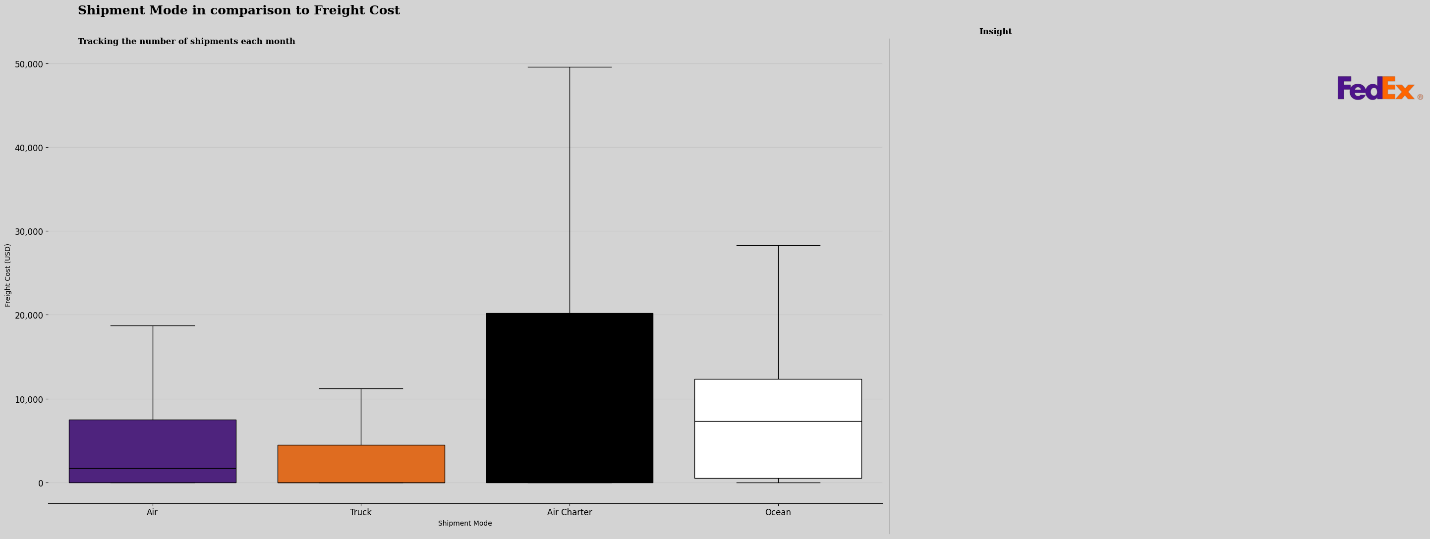 Shipment Mode in comparison to Freight Cost
Tracking the number of shipments each month
Insight
FedEx®
50,000
40,000
30,000
20,000
10,000
0
Freight Cost (USD)
Air
Truck
Air Charter
Ocean
Shipment Mode